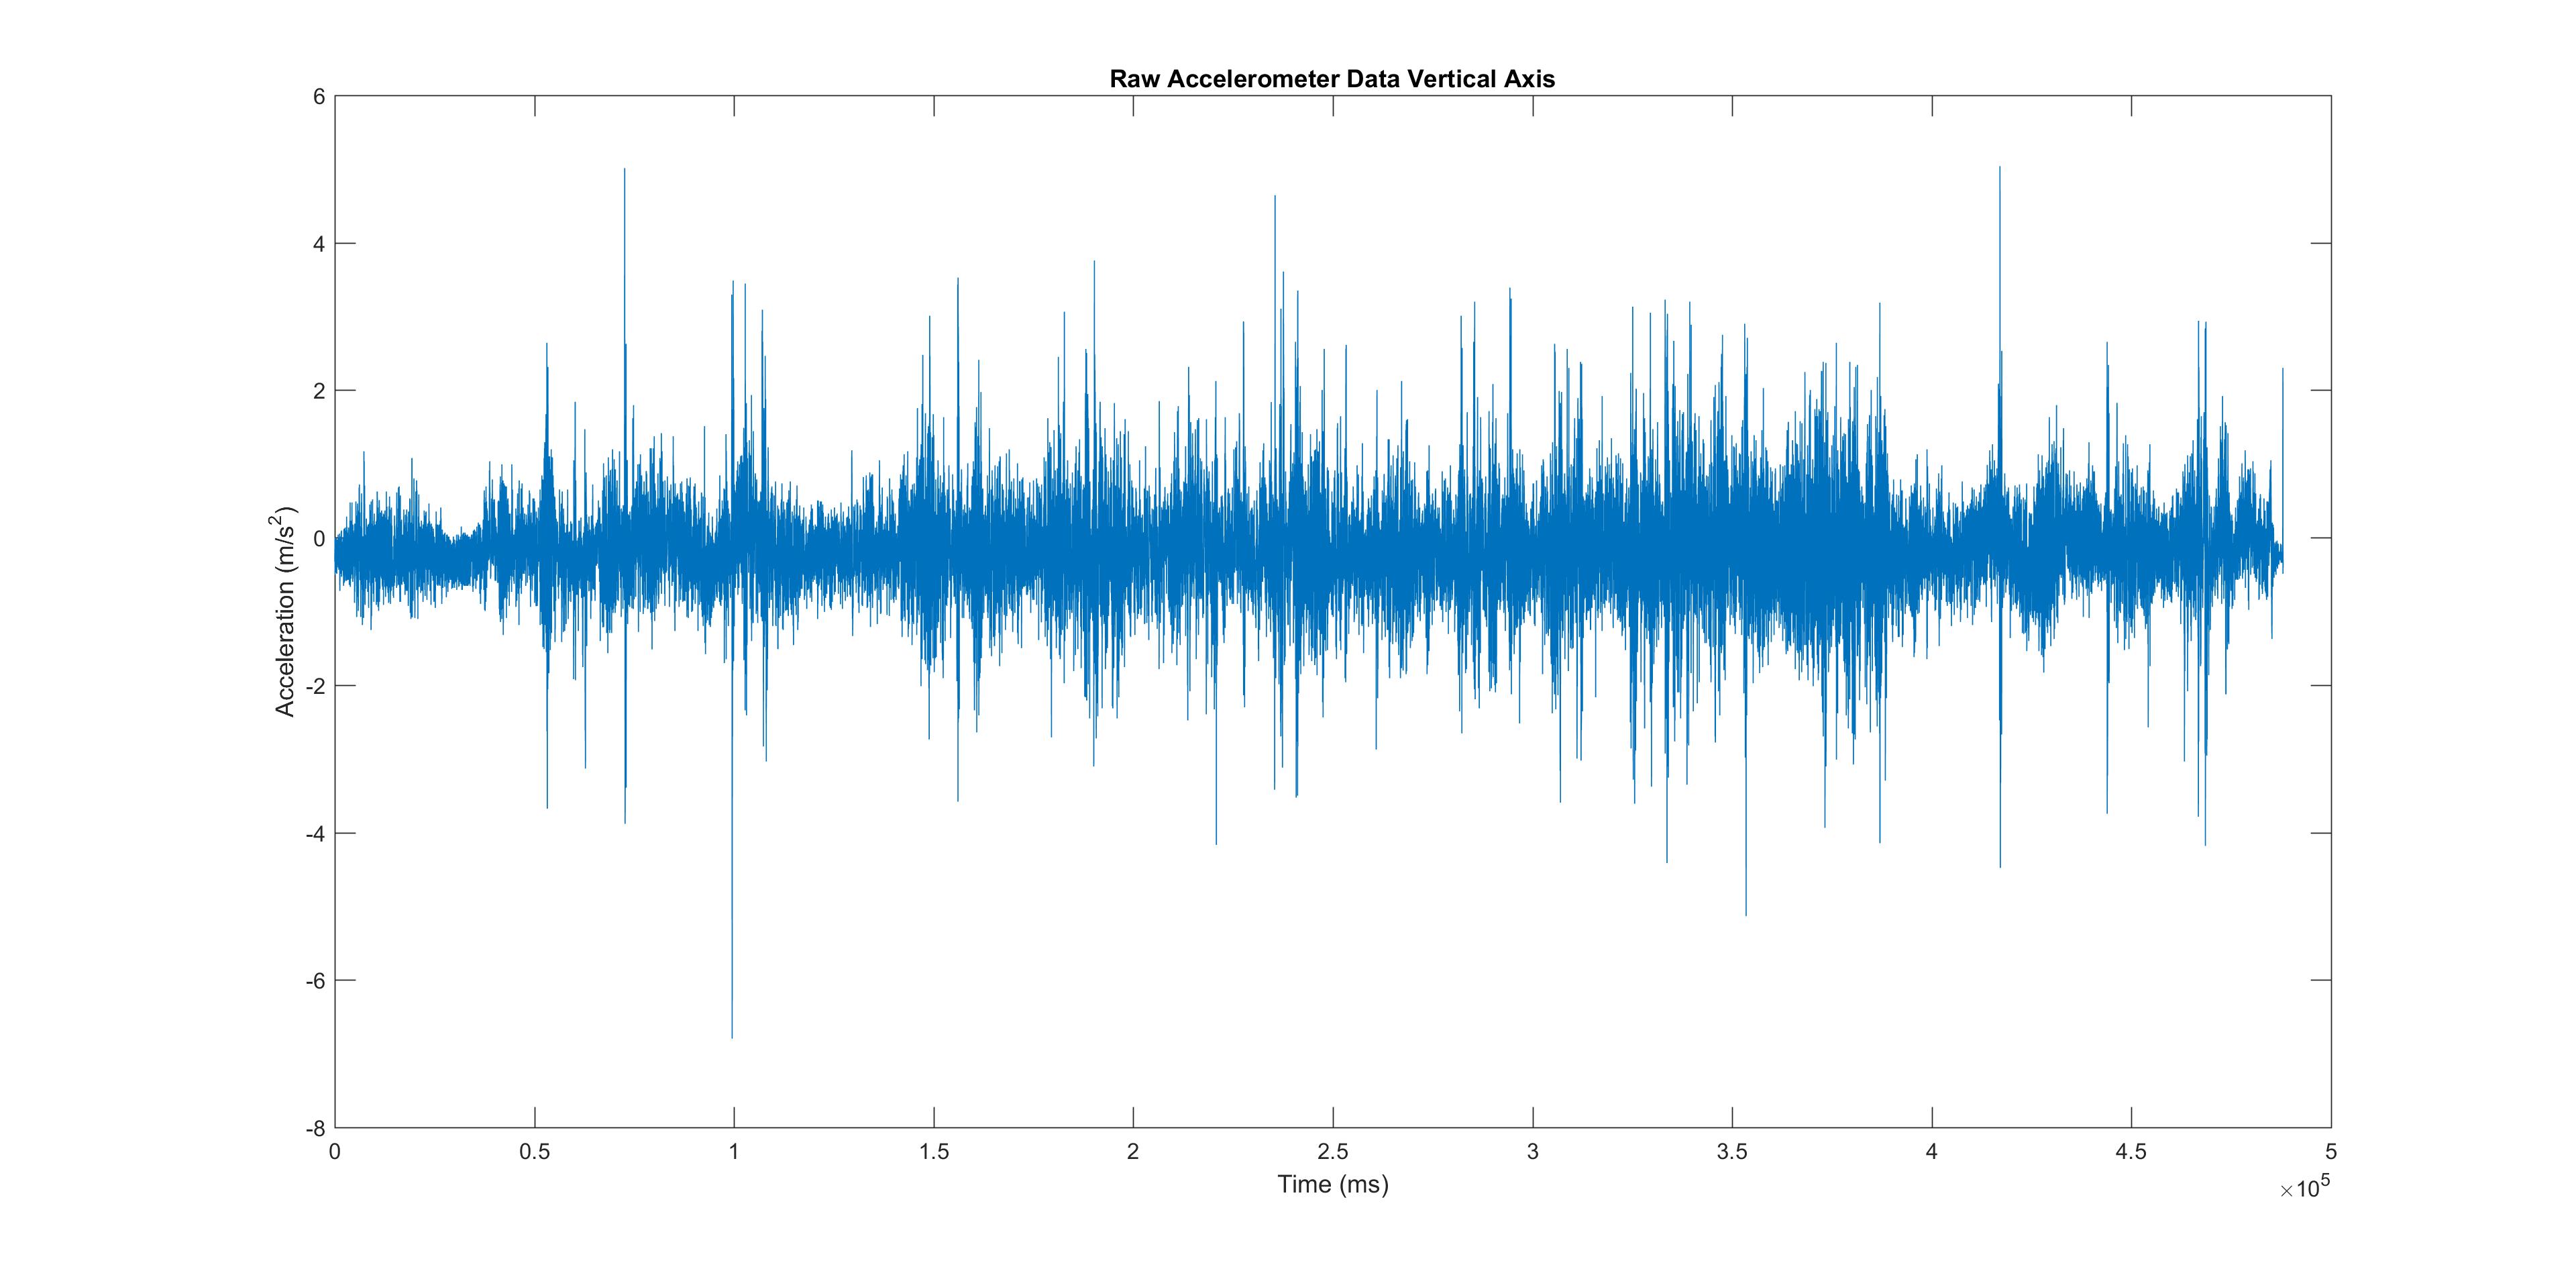 Raw Accelerometer Data Vertical Axis
6
4
2
0
-2
-4
-6
-8
Acceleration (m/s²)
0 0.5 1 1.5 2 2.5 3 3.5 4 4.5 5
Time (ms)
×10⁵